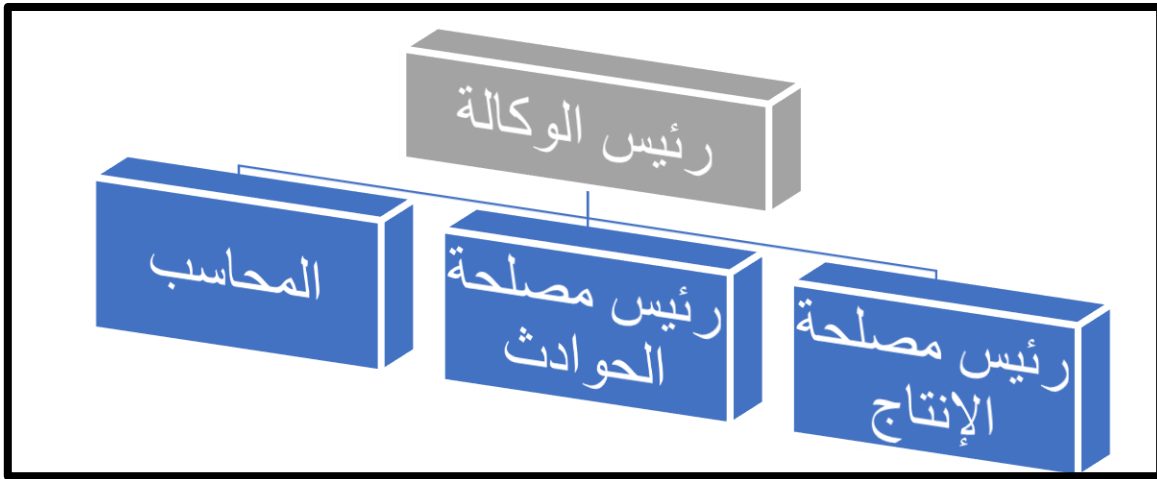 رئيس الوكالة
رئيس مصلحة
الإنتاج
رئيس مصلحة
الحوادث
المحاسب